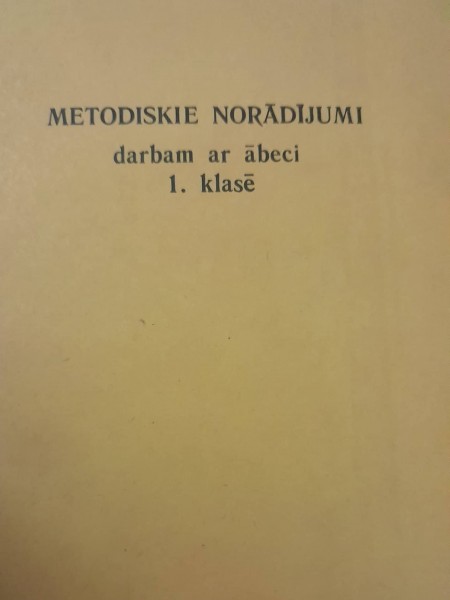 METODISKIE NORĀDĪJUMI
darbam ar ābeci
1. klasē